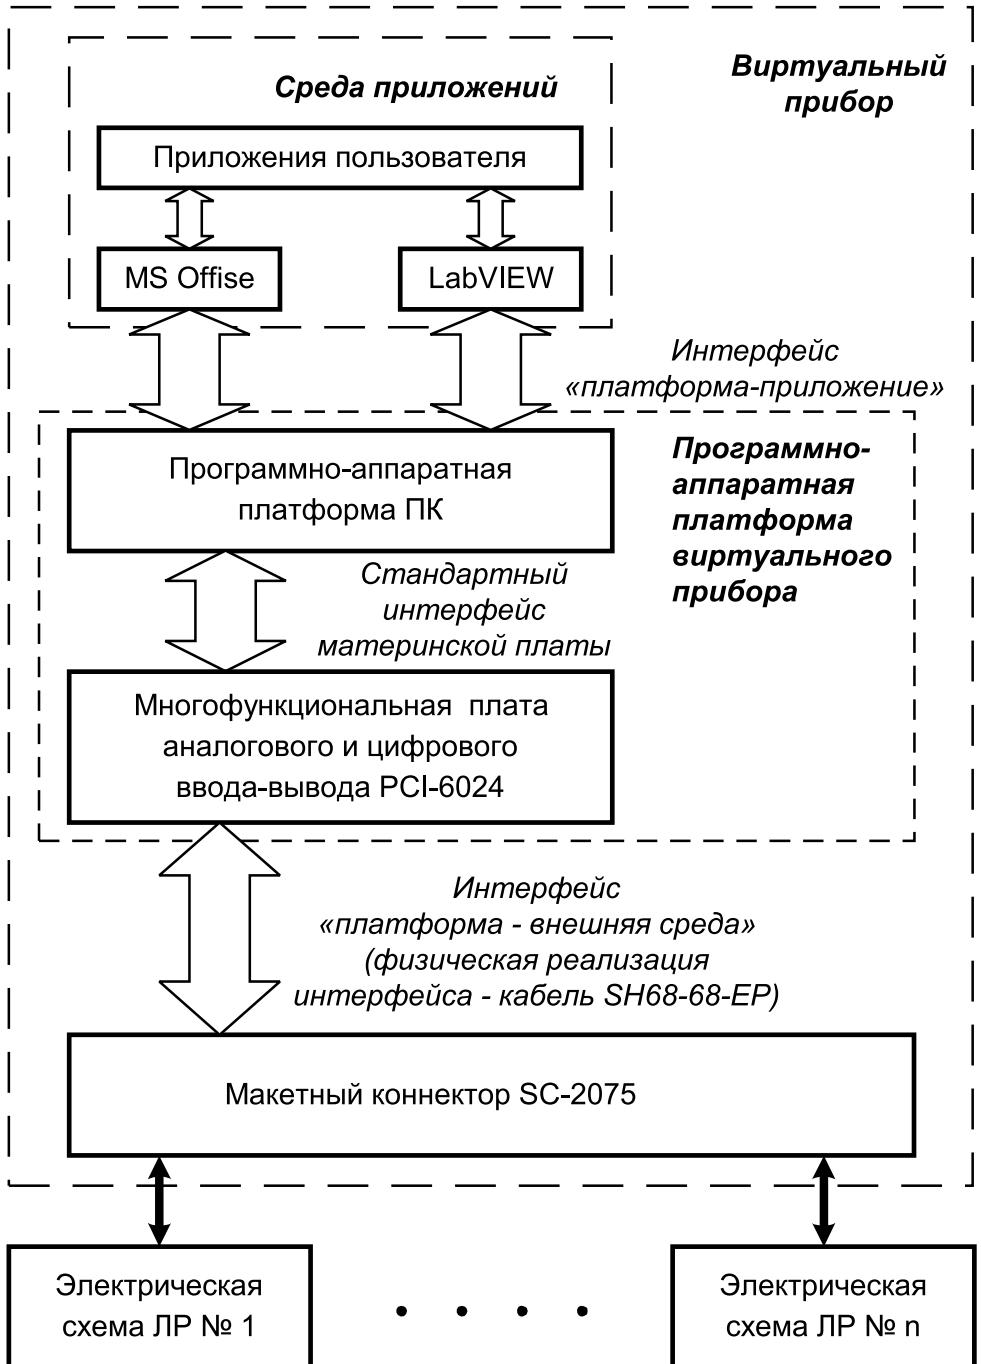 Среда приложений
Виртуальный
прибор
Приложения пользователя
MS Offise
LabVIEW
Интерфейс
«платформа-приложение»
Программно-аппаратная
платформа ПК
Программно-
аппаратная
платформа
виртуального
прибора
Стандартный
интерфейс
материнской платы
Многофункциональная плата
аналогового и цифрового
ввода-вывода PCI-6024
Интерфейс
«платформа - внешняя среда»
(физическая реализация
интерфейса - кабель SH68-68-EP)
Макетный коннектор SC-2075
Электрическая
схема ЛР № 1
. . . .
Электрическая
схема ЛР № n